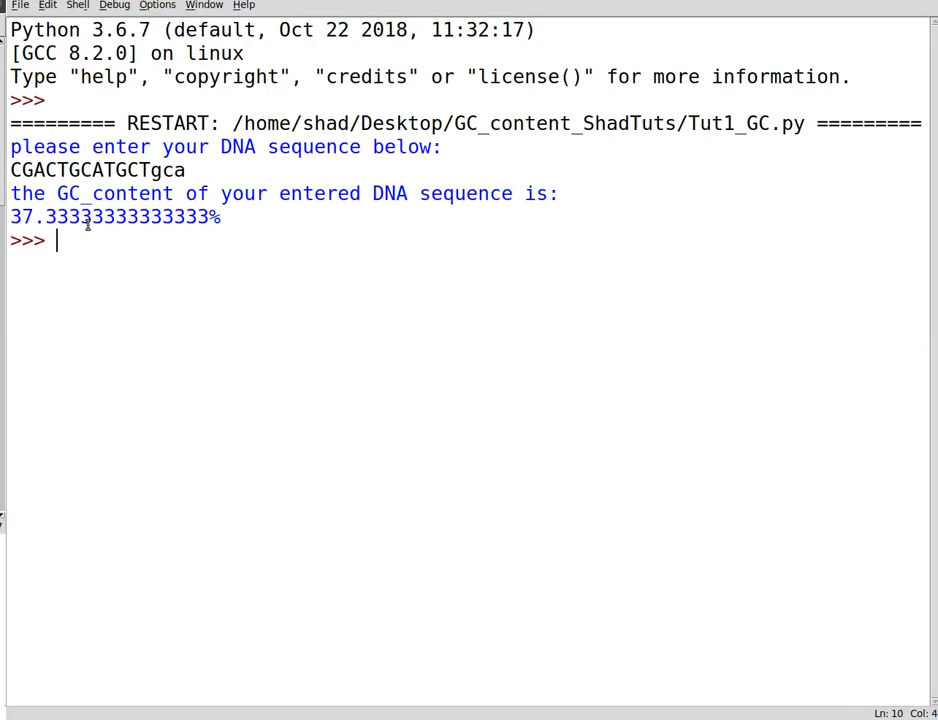 File Edit Shell Debug Options Window Help
Python 3.6.7 (default, Oct 22 2018, 11:32:17)
[GCC 8.2.0] on linux
Type "help", "copyright", "credits" or "license()" for more information.
>>>
========= RESTART: /home/shad/Desktop/GC_content_ShadTuts/Tut1_GC.py =========
please enter your DNA sequence below:
CGACTGCATGCTgca
the GC_content of your entered DNA sequence is:
37.33333333333333%
>>>
Ln: 10 Col: 4